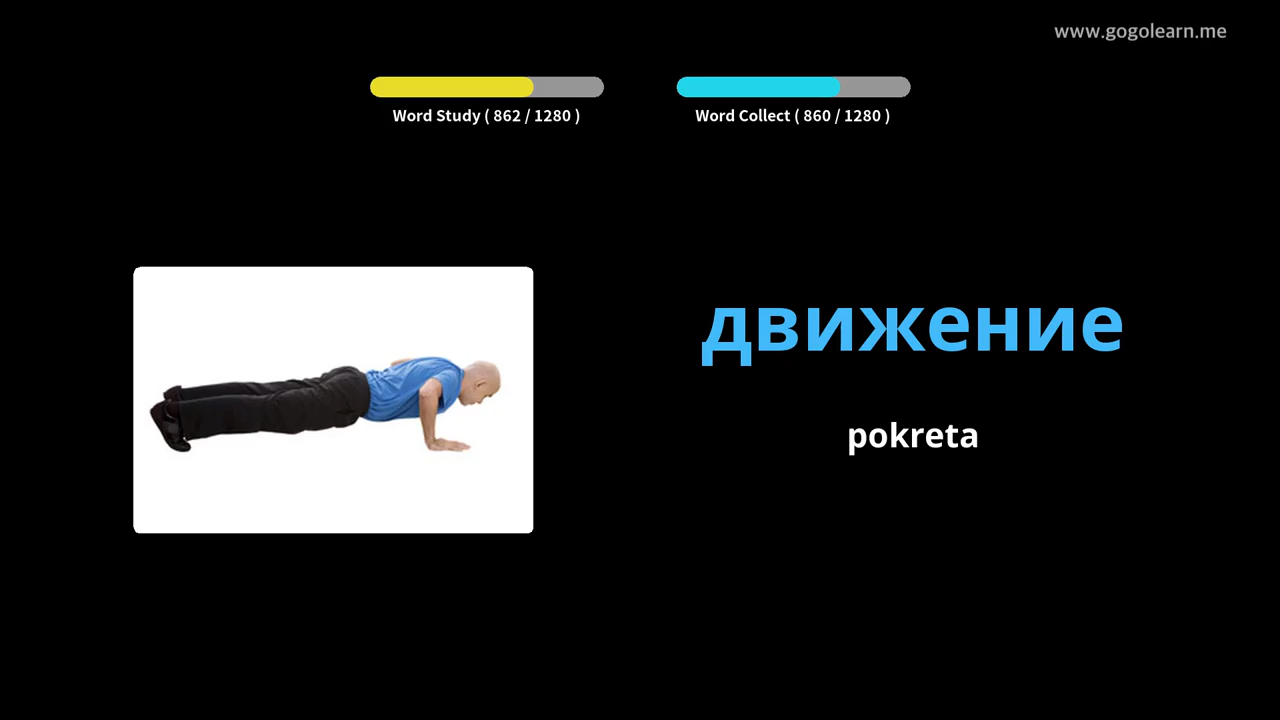 www.gogolearn.me
Word Study ( 862 / 1280 )
Word Collect ( 860 / 1280 )
движение
pokreta